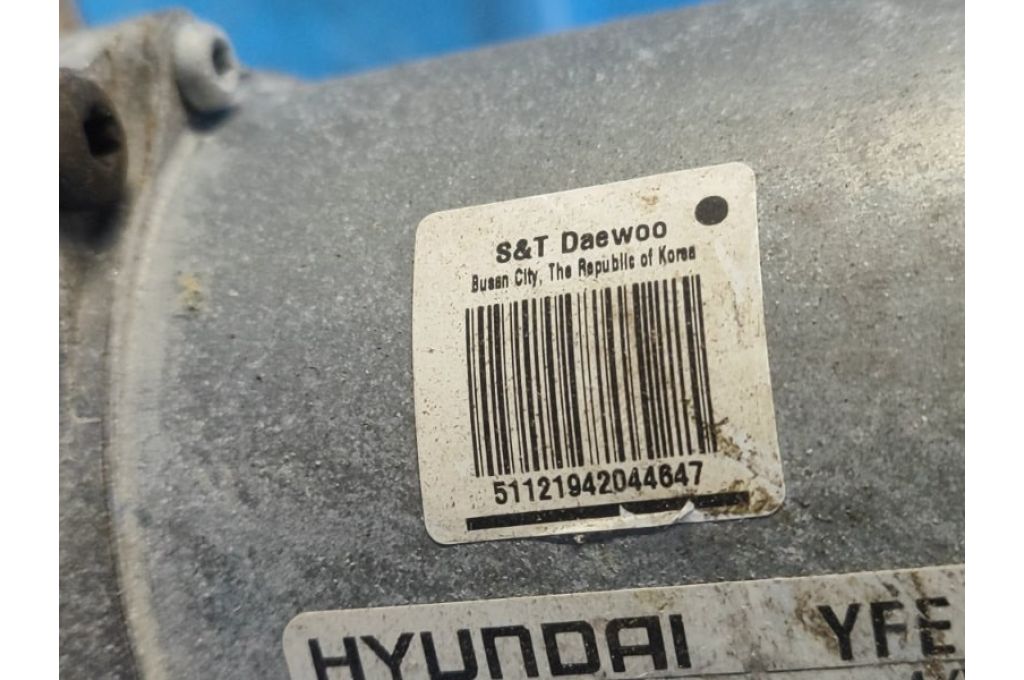 S&T Daewoo
Busan City, The Republic of Korea
51121942044647
HYUNDAI YFE